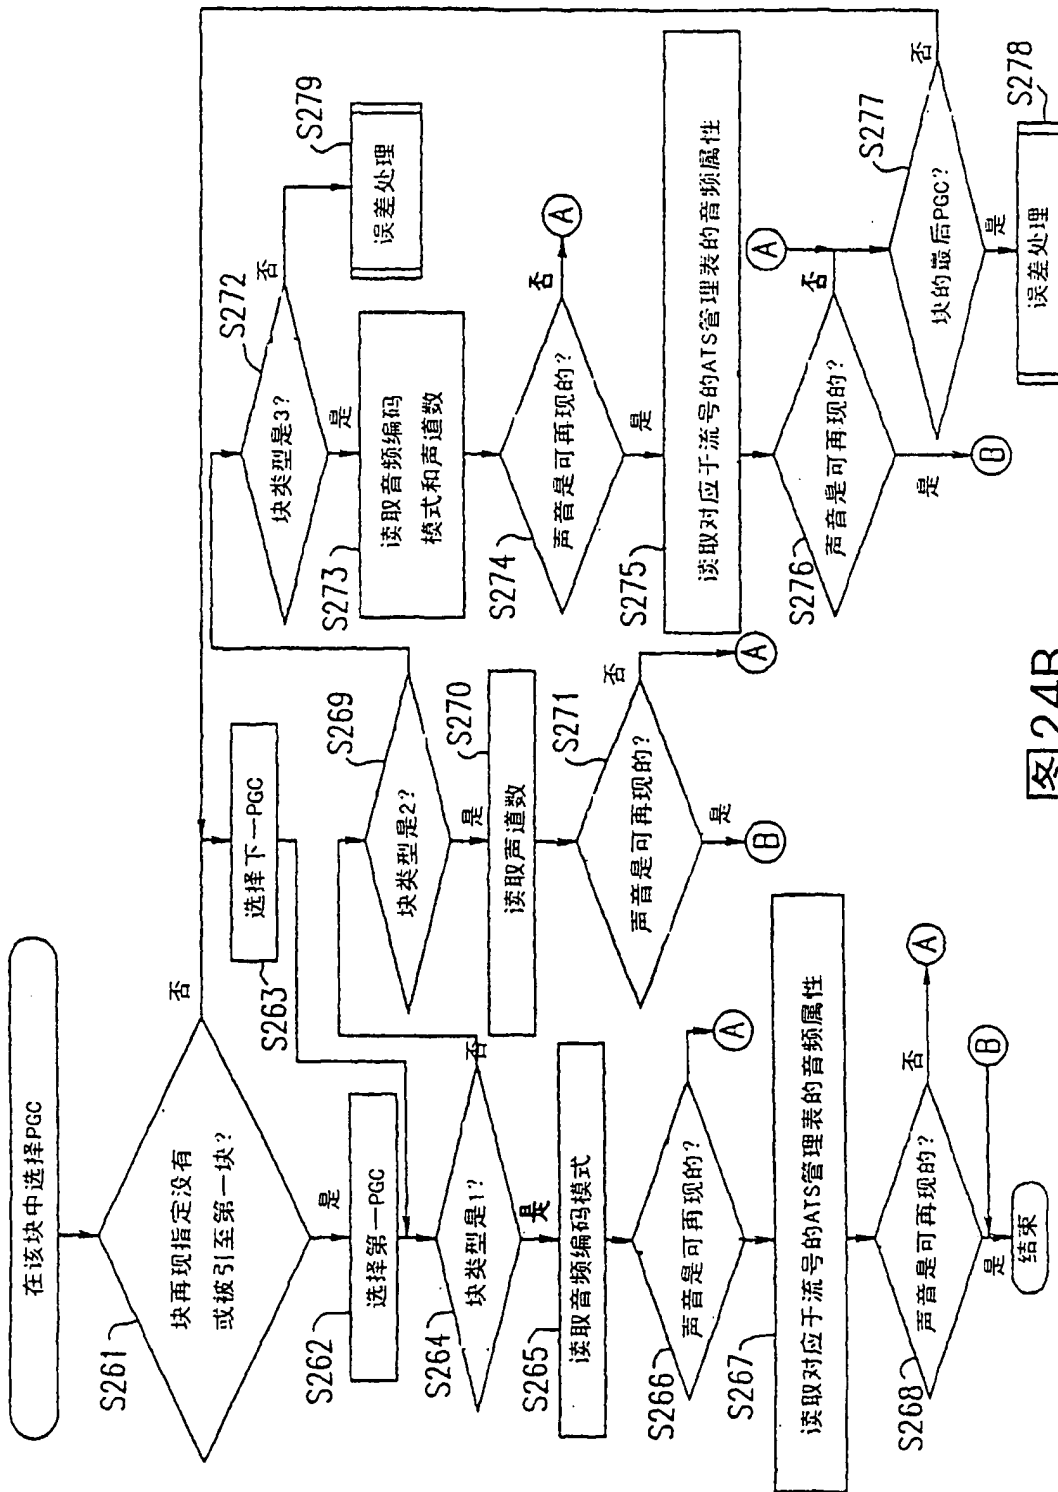 在该块中选择PGC
S261
块再现指定没有
或被引至第一块？
否
是
S262
选择第一PGC
S263
选择下一PGC
S264
块类型是1?
否
是
S265
读取音频编码模式
S266
声音是可再现的?
A
S267
读取对应于流号的ATS管理表的音频属性
S268
声音是可再现的?
否
A
是
B
结束
S269
块类型是2?
是
S270
读取声道数
S271
声音是可再现的?
否
A
是
B
S272
块类型是3?
否
是
S279
误差处理
S273
读取音频编码
模式和声道数
S274
声音是可再现的?
否
A
是
S275
读取对应于流号的ATS管理表的音频属性
S276
声音是可再现的?
否
是
B
A
S277
块的最后PGC?
否
是
S278
误差处理
图24B